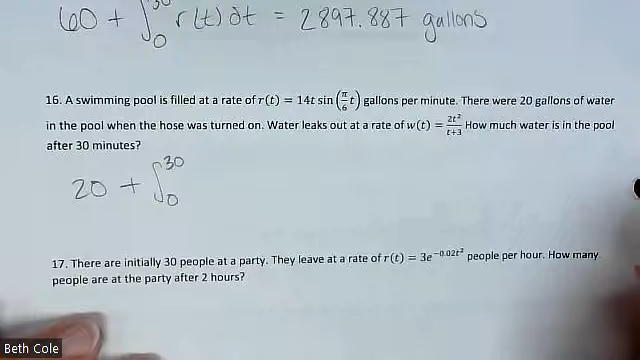 60 + ∫₀³⁰ r(t) dt = 2897.887 gallons
16. A swimming pool is filled at a rate of r(t) = 14t sin(π/6 t) gallons per minute. There were 20 gallons of water
in the pool when the hose was turned on. Water leaks out at a rate of w(t) = 2t²/(t+3) How much water is in the pool
after 30 minutes?
20 + ∫₀³⁰
17. There are initially 30 people at a party. They leave at a rate of r(t) = 3e^(−0.02t²) people per hour. How many
people are at the party after 2 hours?
Beth Cole